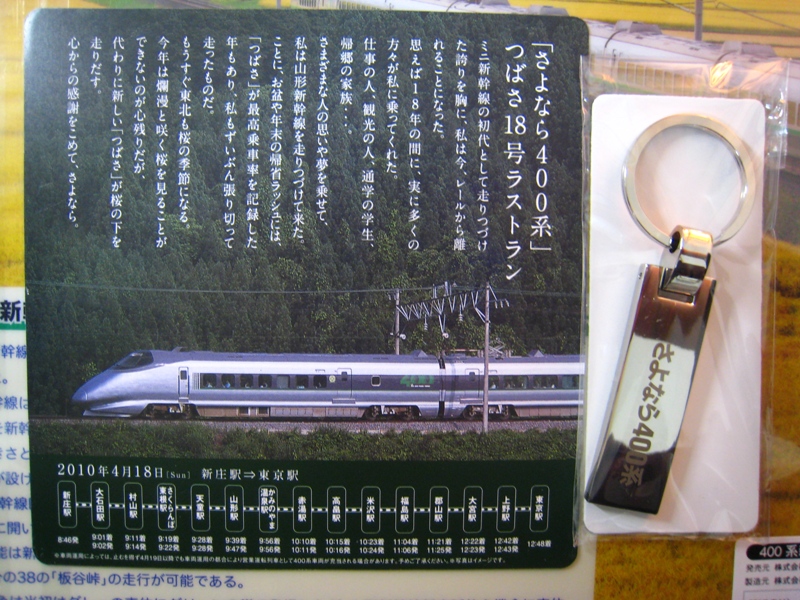 「さよなら400系」
つばさ18号ラストラン
ミニ新幹線の初代として走りつづけ
た誇りを胸に、私は今、レールから離
れることになった。
思えば18年の間に、実に多くの
方々が私に乗ってくれた。
仕事の人、観光の人、通学の学生、
帰郷の家族・・・。
さまざまな人の思いや夢を乗せて、
私は山形新幹線を走りつづけて来た。
ことに、お盆や年末の帰省ラッシュには、
「つばさ」が最高乗車率を記録した
年もあり、私もずいぶん張り切って
走ったものだ。
もうすぐ東北も桜の季節になる。
今年は爛漫と咲く桜を見ることが
できないのが心残りだが、
代わりに新しい「つばさ」が桜の下を
走りだす。
心からの感謝をこめて、さよなら。
2010年4月18日[Sun] 新庄駅⇒東京駅
新庄駅 大石田駅 村山駅 さくらんぼ東根駅 天童駅 山形駅 かみのやま温泉駅 赤湯駅 高畠駅 米沢駅 福島駅 郡山駅 大宮駅 上野駅 東京駅
8:46発 9:01着 9:11着 9:19着 9:28着 9:39着 9:56着 10:10着 10:16着 10:23着 11:04着 11:21着 12:22着 12:42着 12:48着
9:02発 9:14発 9:22発 9:28発 9:47発 9:56発 10:15発 10:16発 10:24発 11:06発 11:25発 12:23発 12:43発
さよなら400系
の38の「板谷峠」の走行が可能である。
400系
発売元 株式
製造元 株式